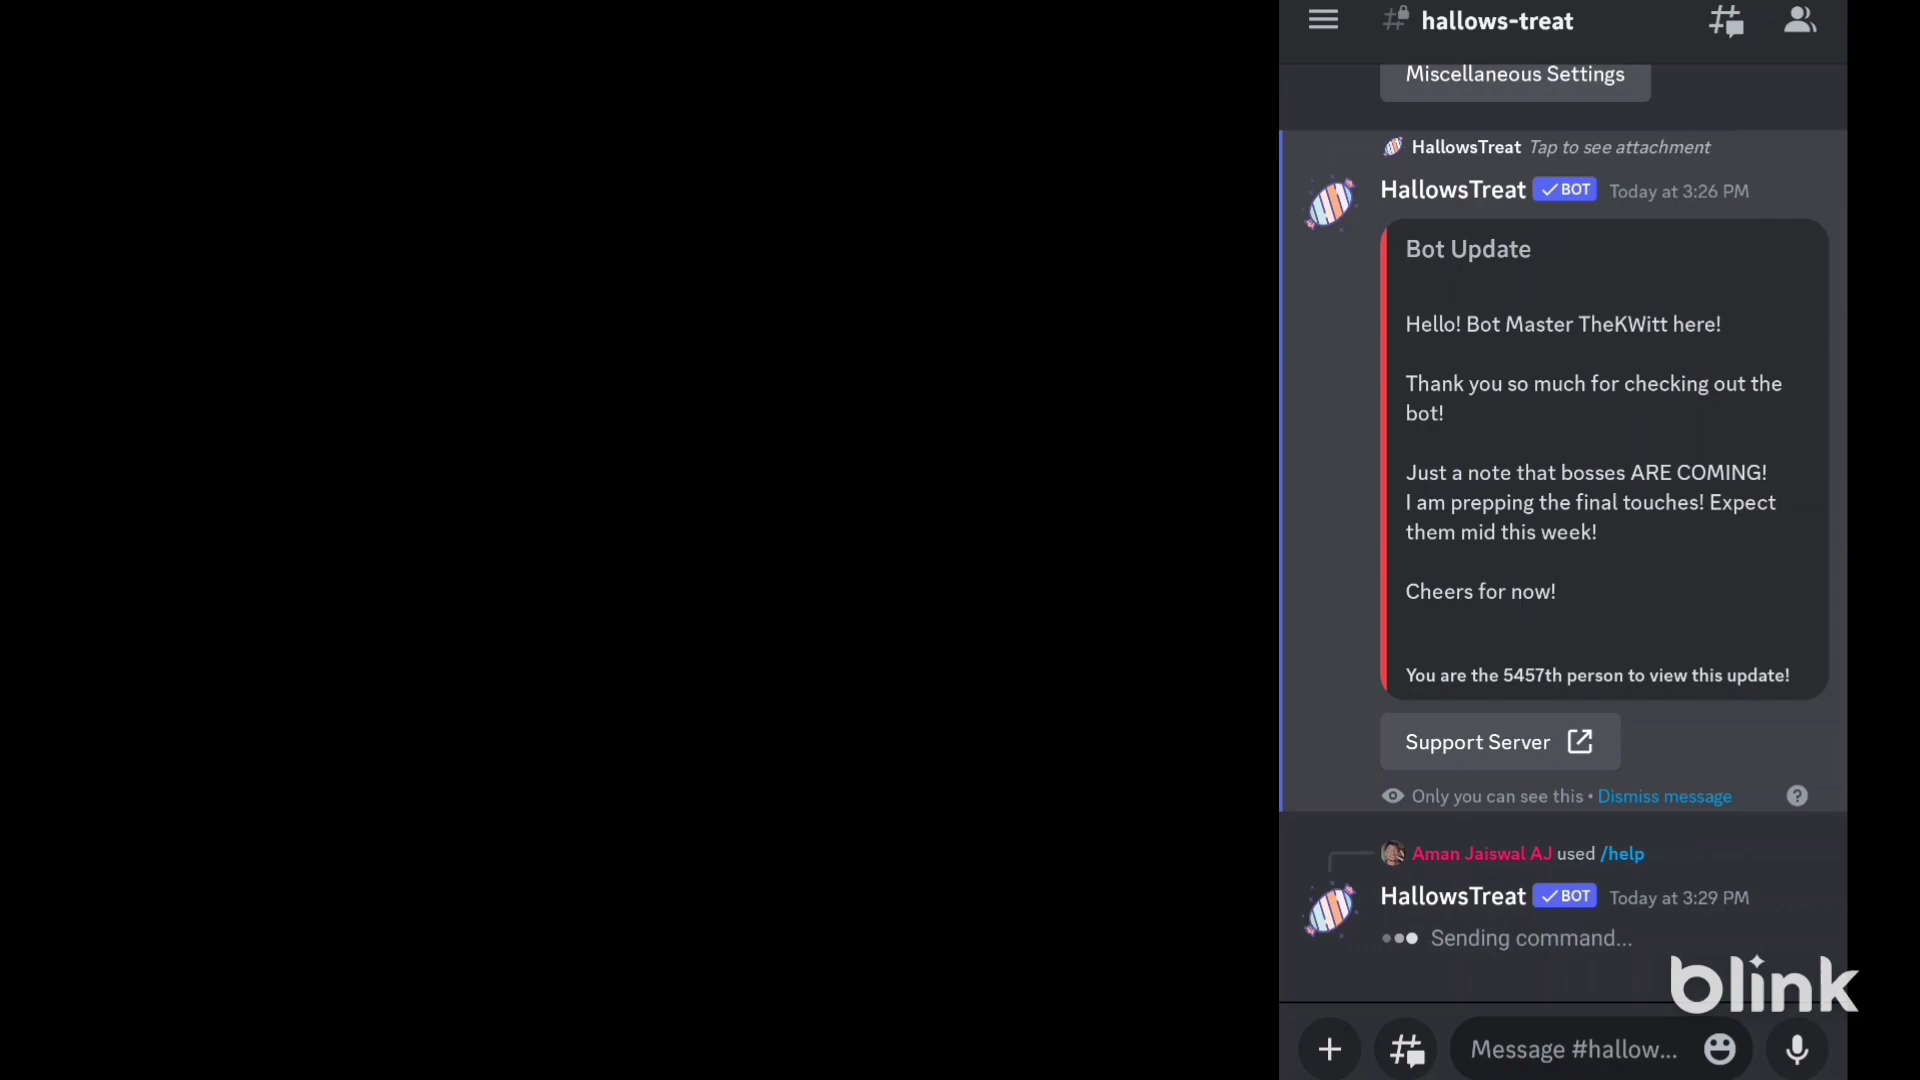 hallows-treat
Miscellaneous Settings
HallowsTreat Tap to see attachment
HallowsTreat BOT Today at 3:26 PM
Bot Update
Hello! Bot Master TheKWitt here!
Thank you so much for checking out the
bot!
Just a note that bosses ARE COMING!
I am prepping the final touches! Expect
them mid this week!
Cheers for now!
You are the 5457th person to view this update!
Support Server
Only you can see this • Dismiss message
Aman Jaiswal AJ used /help
HallowsTreat BOT Today at 3:29 PM
Sending command...
blink
Message #hallow...